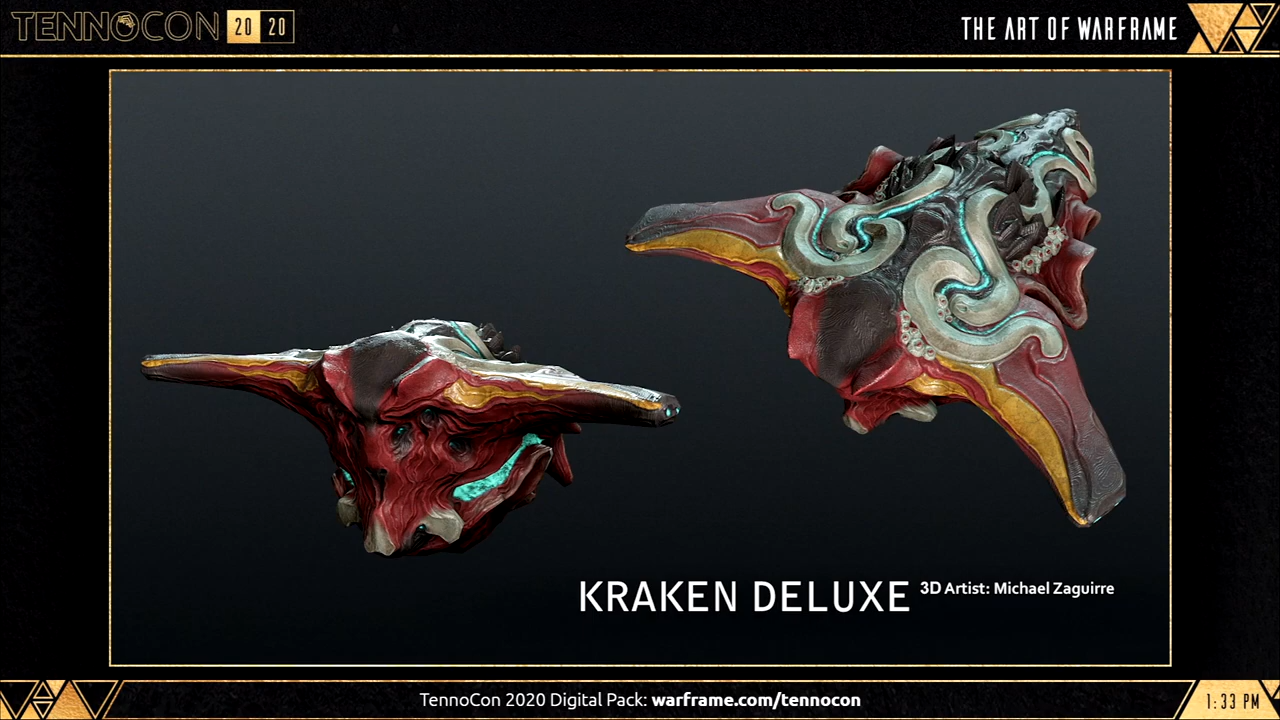 TENNOCON 20 20
THE ART OF WARFRAME
KRAKEN DELUXE 3D Artist: Michael Zaguirre
TennoCon 2020 Digital Pack: warframe.com/tennocon
1:33 PM